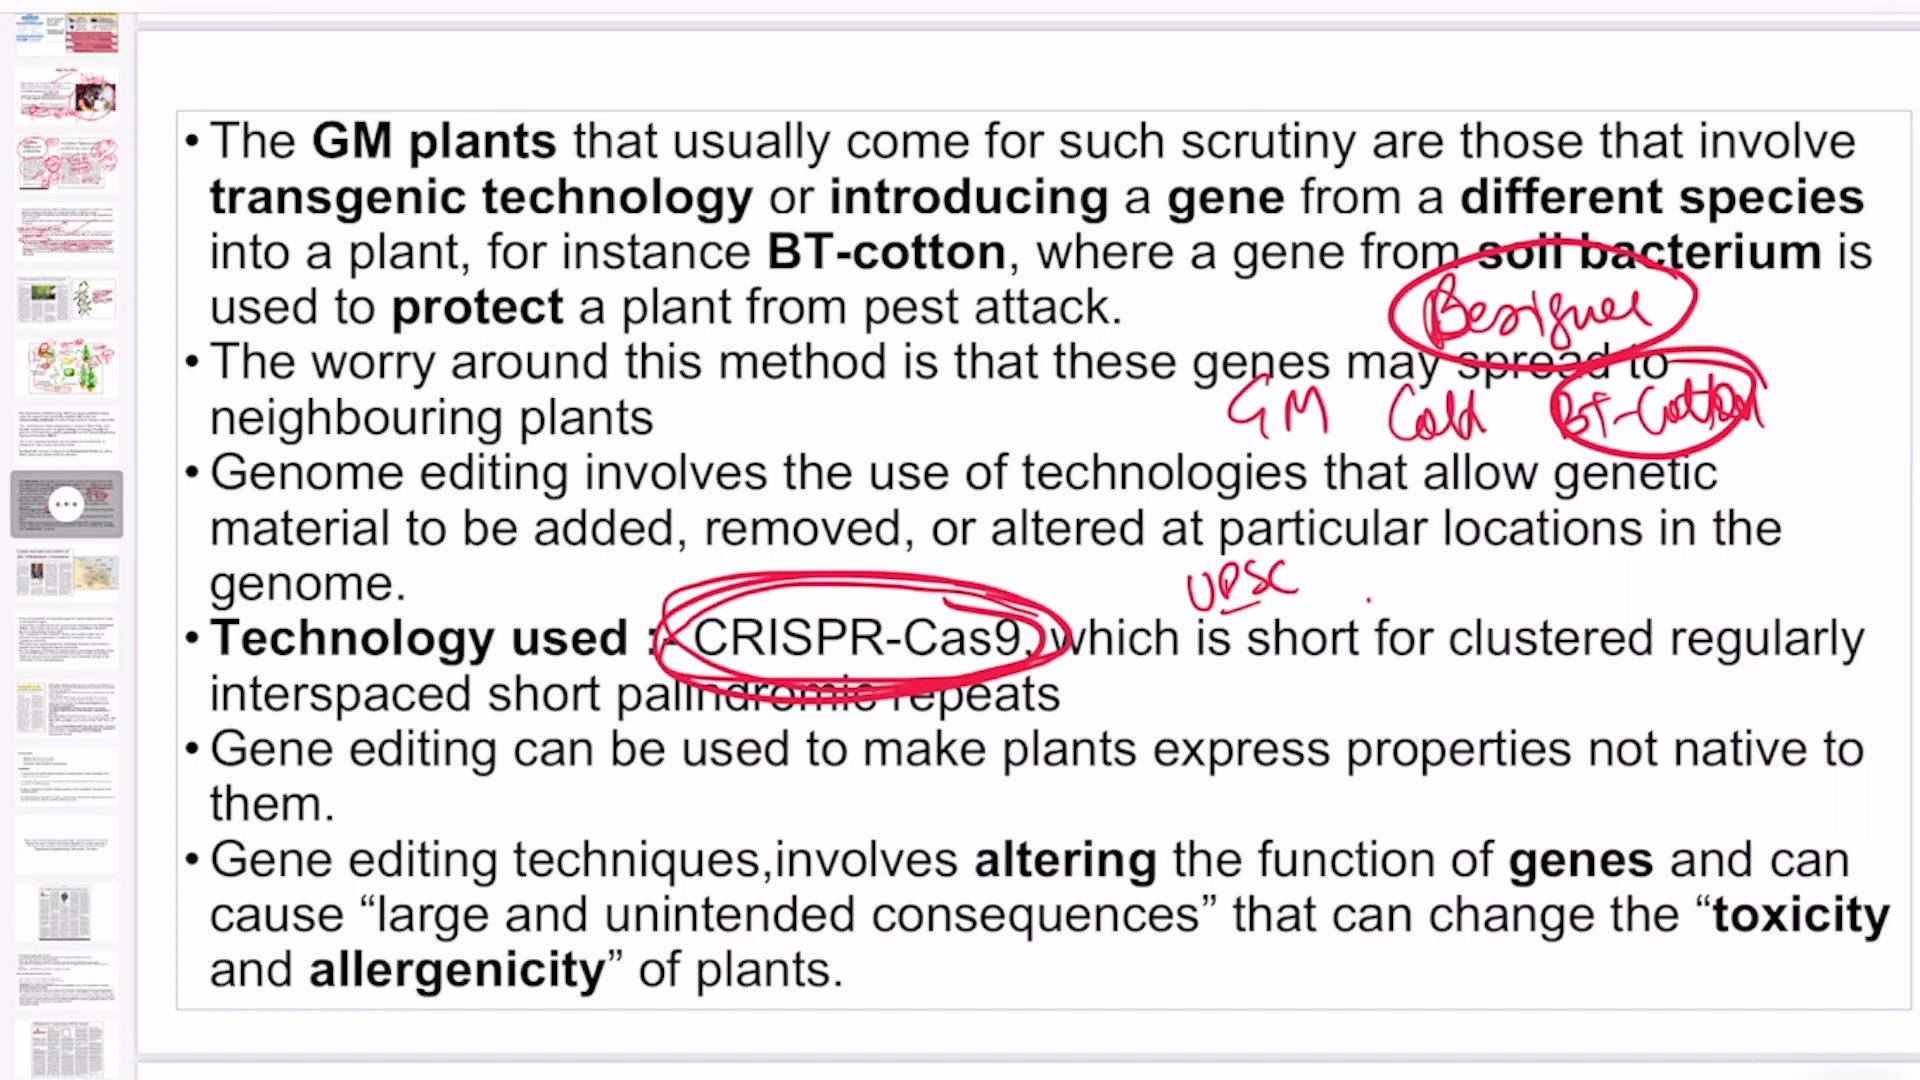 • The GM plants that usually come for such scrutiny are those that involve
transgenic technology or introducing a gene from a different species
into a plant, for instance BT-cotton, where a gene from soil bacterium is
used to protect a plant from pest attack.
• The worry around this method is that these genes may spread to
GM BT-Cotton
neighbouring plants
• Genome editing involves the use of technologies that allow genetic
material to be added, removed, or altered at particular locations in the
genome.
UPSC
• Technology used :- CRISPR-Cas9, which is short for clustered regularly
interspaced short palindromic repeats
• Gene editing can be used to make plants express properties not native to
them.
• Gene editing techniques,involves altering the function of genes and can
cause “large and unintended consequences” that can change the “toxicity
and allergenicity” of plants.